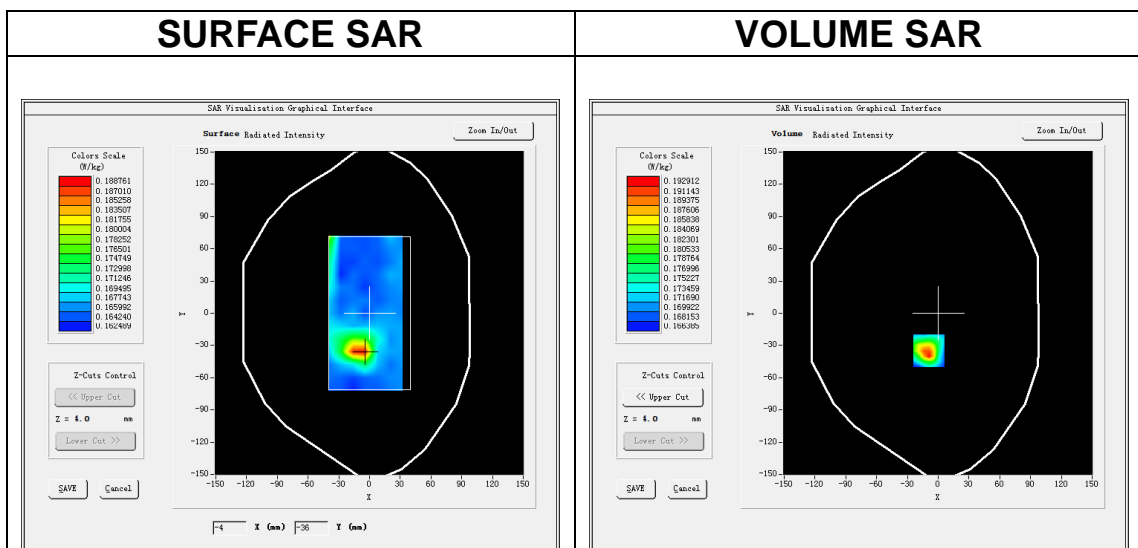 SURFACE SAR
VOLUME SAR
SAR Visualisation Graphical Interface
Surface Radiated Intensity
Zoom In/Out
Colors Scale
(W/kg)
0.188761
0.187010
0.185258
0.183507
0.181755
0.180004
0.178252
0.176501
0.174749
0.172998
0.171246
0.169495
0.167743
0.165992
0.164240
0.162489
Z-Cuts Control
<< Upper Cut
Z = 4.0 mm
Lower Cut >>
SAVE Cancel
150
120
90
60
30
0
-30
-60
-90
-120
-150
Y
-150 -120 -90 -60 -30 0 30 60 90 120 150
X
-4 X (mm) -36 Y (mm)
SAR Visualisation Graphical Interface
Volume Radiated Intensity
Zoom In/Out
Colors Scale
(W/kg)
0.192912
0.191143
0.189375
0.187606
0.185838
0.184069
0.182301
0.180533
0.178764
0.176996
0.175227
0.173459
0.171690
0.169922
0.168153
0.166385
Z-Cuts Control
<< Upper Cut
Z = 4.0 mm
Lower Cut >>
SAVE Cancel
150
120
90
60
30
0
-30
-60
-90
-120
-150
Y
-150 -120 -90 -60 -30 0 30 60 90 120 150
X